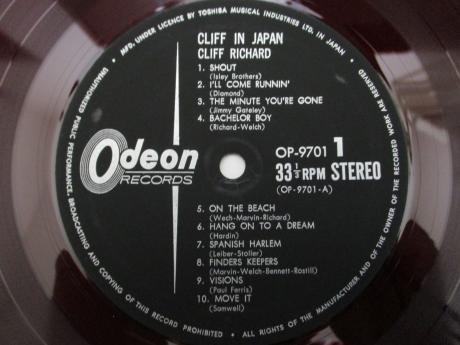 MFD. UNDER LICENCE BY TOSHIBA MUSICAL INDUSTRIES LTD. IN JAPAN
CLIFF IN JAPAN
CLIFF RICHARD
1. SHOUT
(Isley Brothers)
2. I'LL COME RUNNIN'
(Diamond)
3. THE MINUTE YOU'RE GONE
(Jimmy Gateley)
4. BACHELOR BOY
(Richard-Welch)
Odeon
RECORDS
OP-9701 1
33 1/3 RPM STEREO
(OP-9701-A)
5. ON THE BEACH
(Wech-Marvin-Richard)
6. HANG ON TO A DREAM
(Hardin)
7. SPANISH HARLEM
(Leiber-Stoller)
8. FINDERS KEEPERS
(Marvin-Welch-Bennett-Rostill)
9. VISIONS
(Paul Ferris)
10. MOVE IT
(Samwell)
UNAUTHORIZED PUBLIC PERFORMANCE, BROADCASTING AND COPYING OF THIS RECORD PROHIBITED • ALL RIGHTS OF THE MANUFACTURER AND OF THE OWNER OF THE RECORDED WORK ARE RESERVED